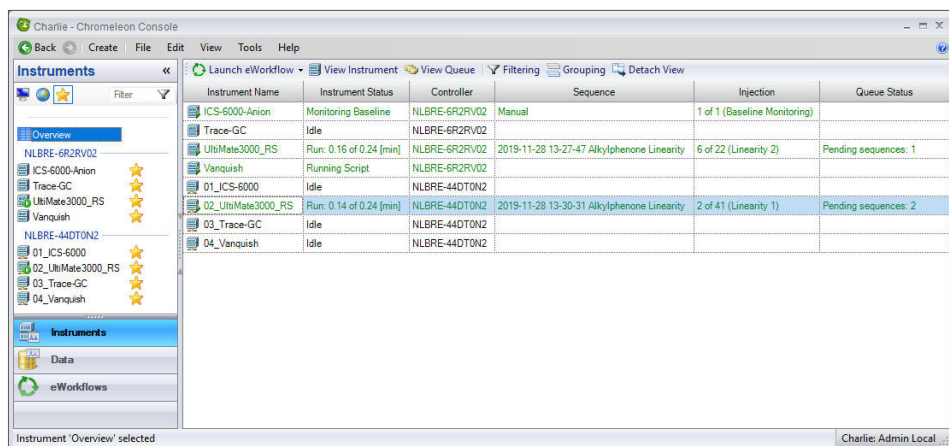 Charlie - Chromeleon Console
Back Create File Edit View Tools Help
Instruments «
Launch eWorkflow View Instrument View Queue Filtering Grouping Detach View
Filter
Overview
NLBRE-6R2RV02
ICS-6000-Anion
Trace-GC
UltiMate3000_RS
Vanquish
NLBRE-44DT0N2
01_ICS-6000
02_UltiMate3000_RS
03_Trace-GC
04_Vanquish
Instruments
Data
eWorkflows
Instrument Name Instrument Status Controller Sequence Injection Queue Status
ICS-6000-Anion Monitoring Baseline NLBRE-6R2RV02 Manual 1 of 1 (Baseline Monitoring)
Trace-GC Idle NLBRE-6R2RV02
UltiMate3000_RS Run: 0.16 of 0.24 [min] NLBRE-6R2RV02 2019-11-28 13-27-47 Alkylphenone Linearity 6 of 22 (Linearity 2) Pending sequences: 1
Vanquish Running Script NLBRE-6R2RV02
01_ICS-6000 Idle NLBRE-44DT0N2
02_UltiMate3000_RS Run: 0.14 of 0.24 [min] NLBRE-44DT0N2 2019-11-28 13-30-31 Alkylphenone Linearity 2 of 41 (Linearity 1) Pending sequences: 2
03_Trace-GC Idle NLBRE-44DT0N2
04_Vanquish Idle NLBRE-44DT0N2
Instrument 'Overview' selected
Charlie: Admin Local